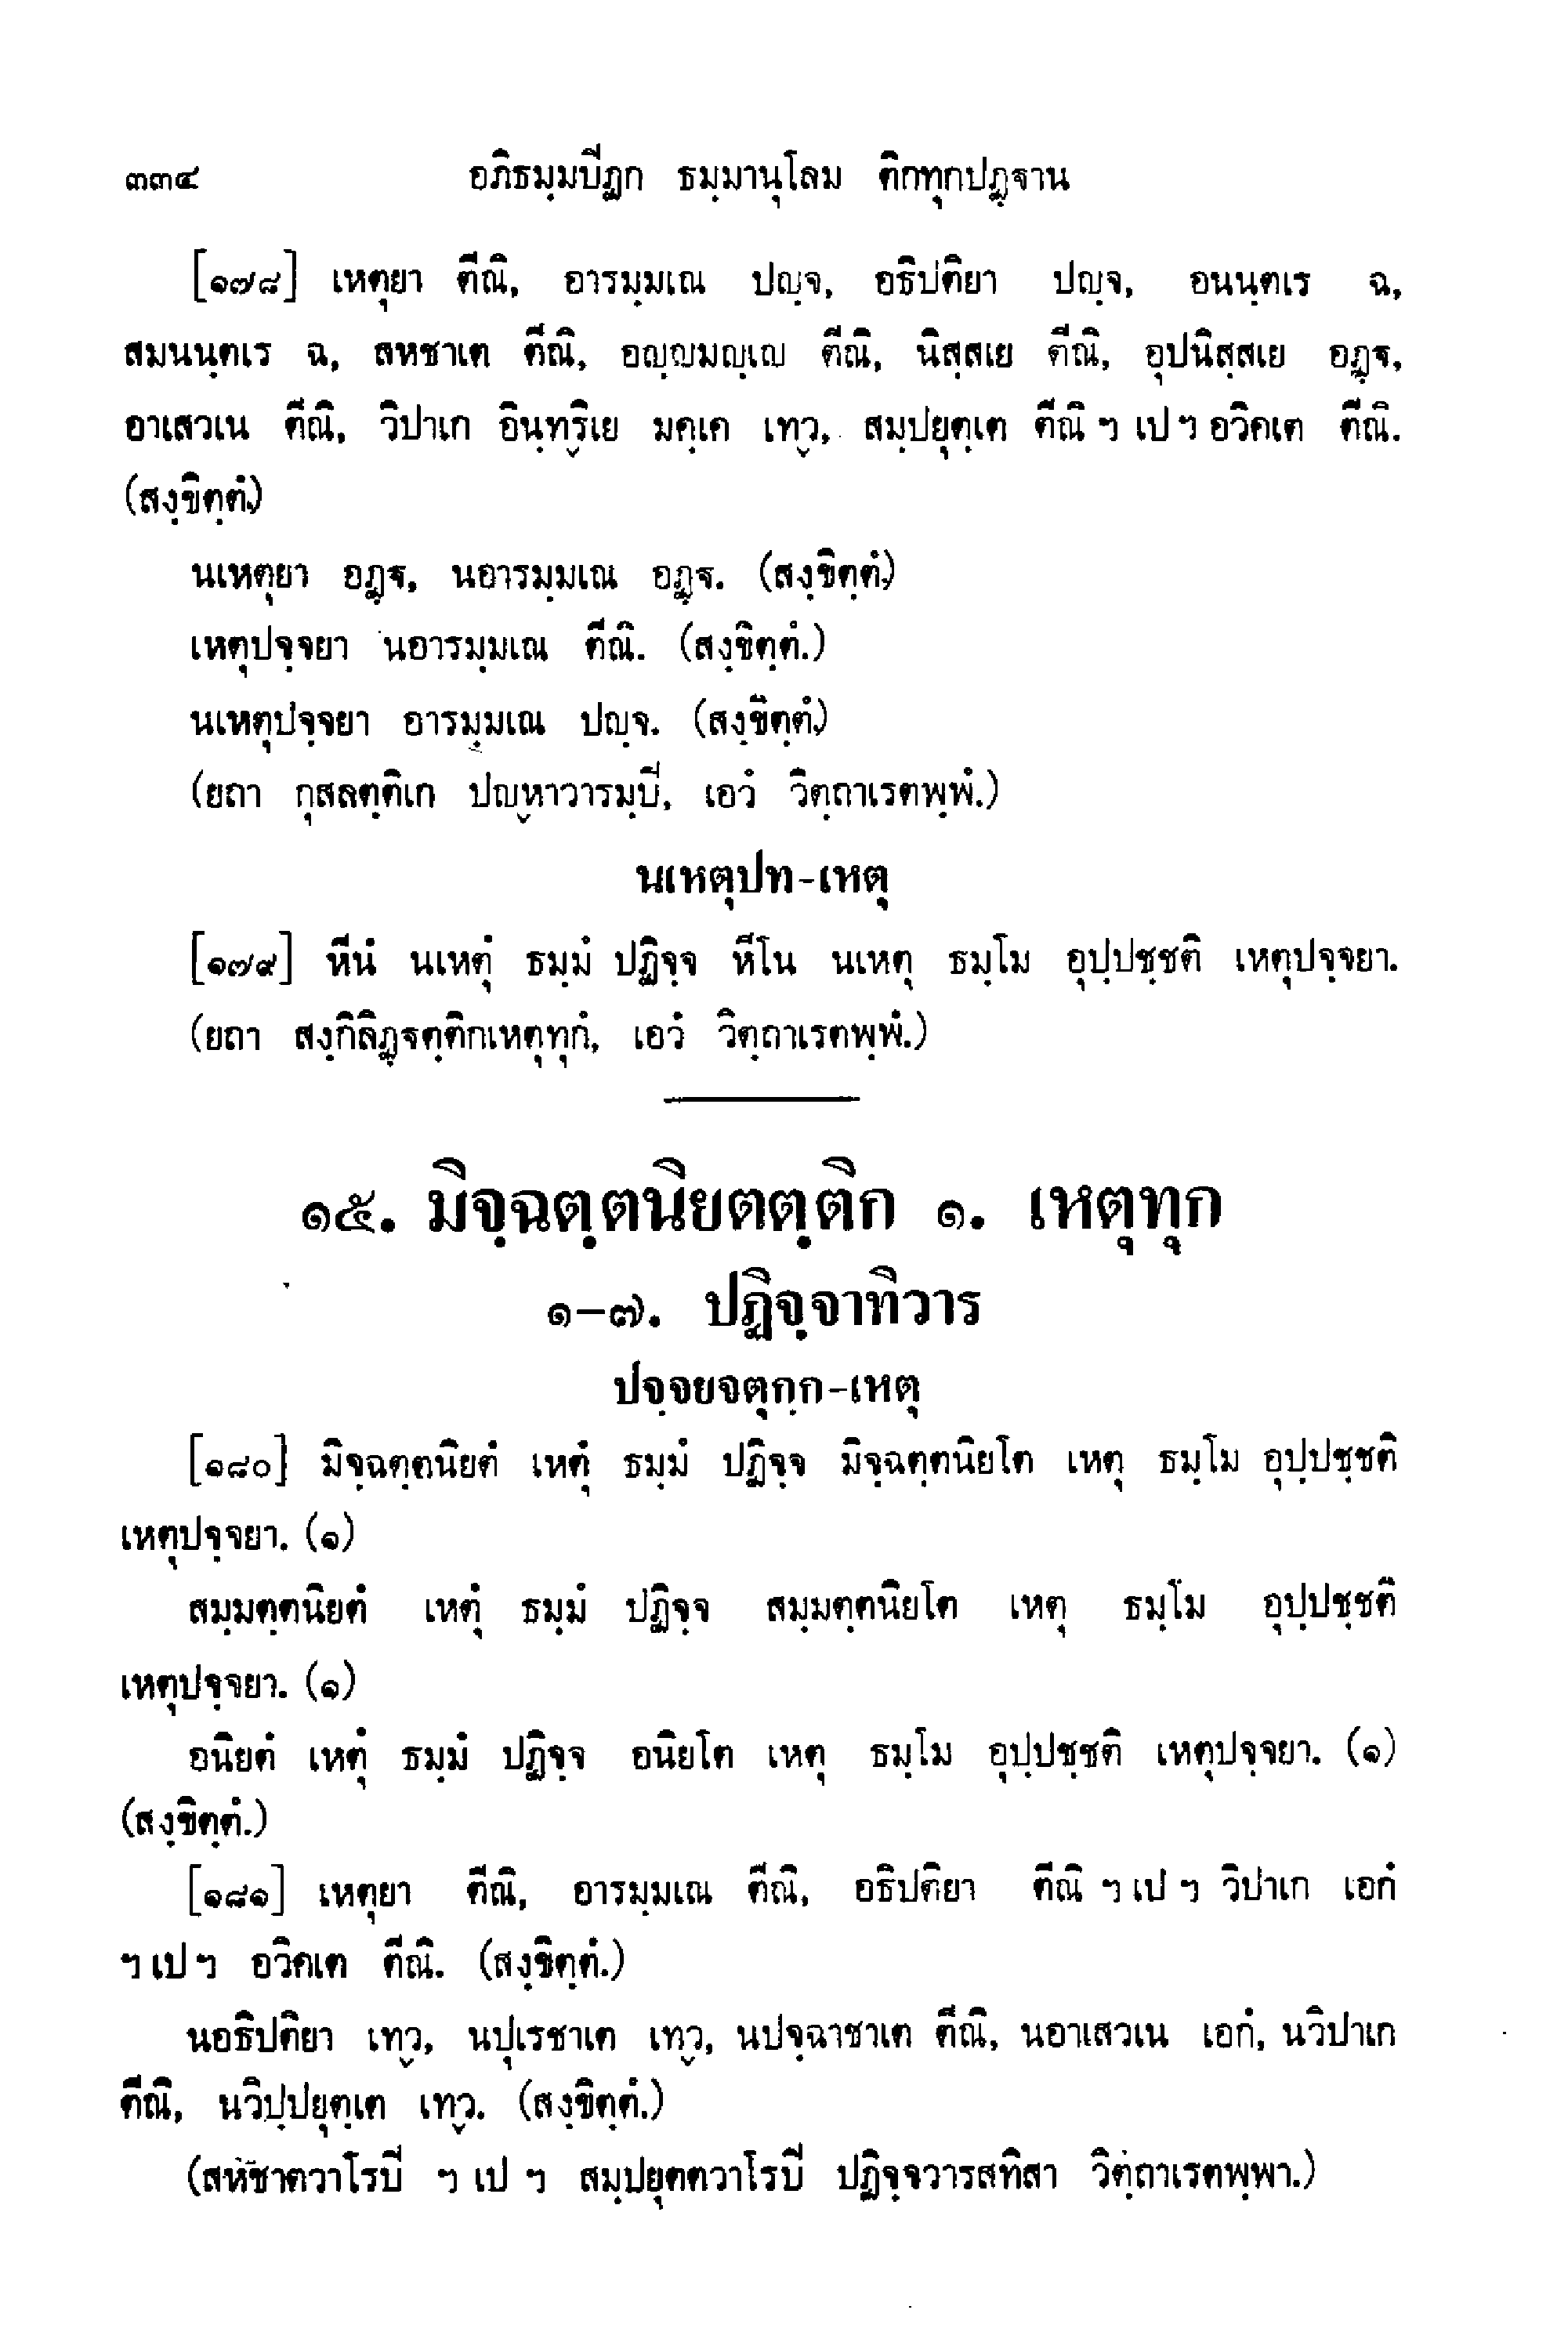 ๓๓๔ อภิธมฺมปิฏก ธมฺมานุโลม ติกทุกปฏฺฐาน
[๑๗๘] เหตุยา ตีณิ, อารมฺมเณ ปญฺจ, อธิปติยา ปญฺจ, อนนฺตเร ฉ,
สมนนฺตเร ฉ, สหชาเต ตีณิ, อญฺญมญฺเญ ตีณิ, นิสฺสเย ตีณิ, อุปนิสฺสเย อฏฺฐ,
อาเสวเน ตีณิ, วิปาเก อินฺทฺริเย มคฺเค เทฺว, สมฺปยุตฺเต ตีณิ ฯ เป ฯ อวิคเต ตีณิ.
(สงฺขิตฺตํ.)
นเหตุยา อฏฺฐ, นอารมฺมเณ อฏฺฐ. (สงฺขิตฺตํ.)
เหตุปจฺจยา นอารมฺมเณ ตีณิ. (สงฺขิตฺตํ.)
นเหตุปจฺจยา อารมฺมเณ ปญฺจ. (สงฺขิตฺตํ.)
(ยถา กุสลตฺติเก ปญฺหาวารมฺปิ, เอวํ วิตฺถาเรตพฺพํ.)
นเหตุปท-เหตุ
[๑๗๙] หีนํ นเหตุํ ธมฺมํ ปฏิจฺจ หีโน นเหตุ ธมฺโม อุปฺปชฺชติ เหตุปจฺจยา.
(ยถา สงฺกิลิฏฺฐตฺติกเหตุทุกํ, เอวํ วิตฺถาเรตพฺพํ.)
๑๕. มิจฺฉตฺตนิยตตฺติก ๑. เหตุทุก
๑-๗. ปฏิจฺจาทิวาร
ปจฺจยจตุกฺก-เหตุ
[๑๘๐] มิจฺฉตฺตนิยตํ เหตุํ ธมฺมํ ปฏิจฺจ มิจฺฉตฺตนิยโต เหตุ ธมฺโม อุปฺปชฺชติ
เหตุปจฺจยา. (๑)
สมฺมตฺตนิยตํ เหตุํ ธมฺมํ ปฏิจฺจ สมฺมตฺตนิยโต เหตุ ธมฺโม อุปฺปชฺชติ
เหตุปจฺจยา. (๑)
อนิยตํ เหตุํ ธมฺมํ ปฏิจฺจ อนิยโต เหตุ ธมฺโม อุปฺปชฺชติ เหตุปจฺจยา. (๑)
(สงฺขิตฺตํ.)
[๑๘๑] เหตุยา ตีณิ, อารมฺมเณ ตีณิ, อธิปติยา ตีณิ ฯ เป ฯ วิปาเก เอกํ
ฯ เป ฯ อวิคเต ตีณิ. (สงฺขิตฺตํ.)
นอธิปติยา เทฺว, นปุเรชาเต เทฺว, นปจฺฉาชาเต ตีณิ, นอาเสวเน เอกํ, นวิปาเก
ตีณิ, นวิปฺปยุตฺเต เทฺว. (สงฺขิตฺตํ.)
(สหชาตวาโรปิ ฯ เป ฯ สมฺปยุตตวาโรปิ ปฏิจฺจวารสทิสา วิตฺถาเรตพฺพา.)